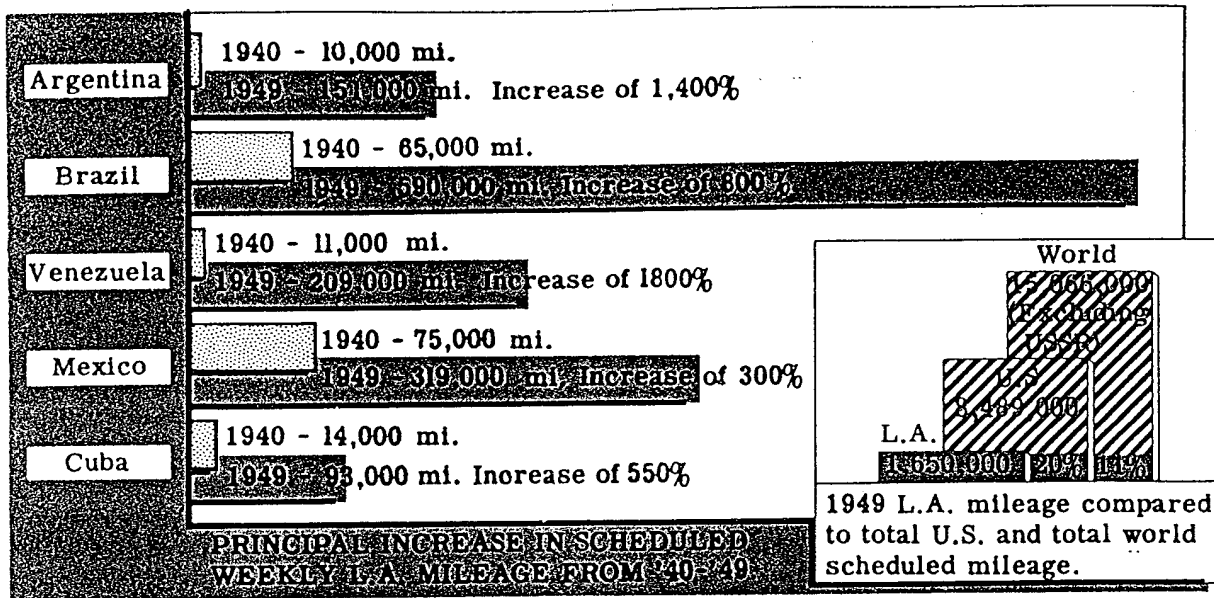 Argentina
1940 - 10,000 mi.
1949 - 151,000 mi. Increase of 1,400%
Brazil
1940 - 65,000 mi.
1949 - 590,000 mi. Increase of 800%
Venezuela
1940 - 11,000 mi.
1949 - 209,000 mi. Increase of 1800%
Mexico
1940 - 75,000 mi.
1949 - 319,000 mi, Increase of 300%
Cuba
1940 - 14,000 mi.
1949 - 93,000 mi. Increase of 550%
PRINCIPAL INCREASE IN SCHEDULED
WEEKLY L.A. MILEAGE FROM '40-'49
World
15,066,000
(Excluding
USSR)
U.S
8,489,000
L.A.
1,650,000 20% 11%
1949 L.A. mileage compared
to total U.S. and total world
scheduled mileage.